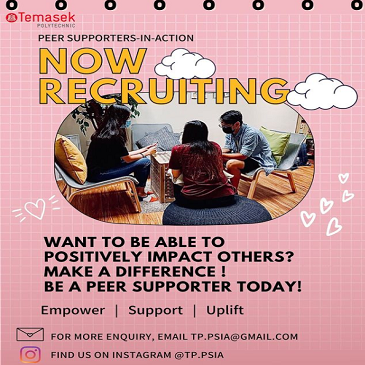 Temasek
POLYTECHNIC
PEER SUPPORTERS-IN-ACTION
NOW
RECRUITING
WANT TO BE ABLE TO
POSITIVELY IMPACT OTHERS?
MAKE A DIFFERENCE !
BE A PEER SUPPORTER TODAY!
Empower | Support | Uplift
FOR MORE ENQUIRY, EMAIL TP.PSIA@GMAIL.COM
FIND US ON INSTAGRAM @TP.PSIA